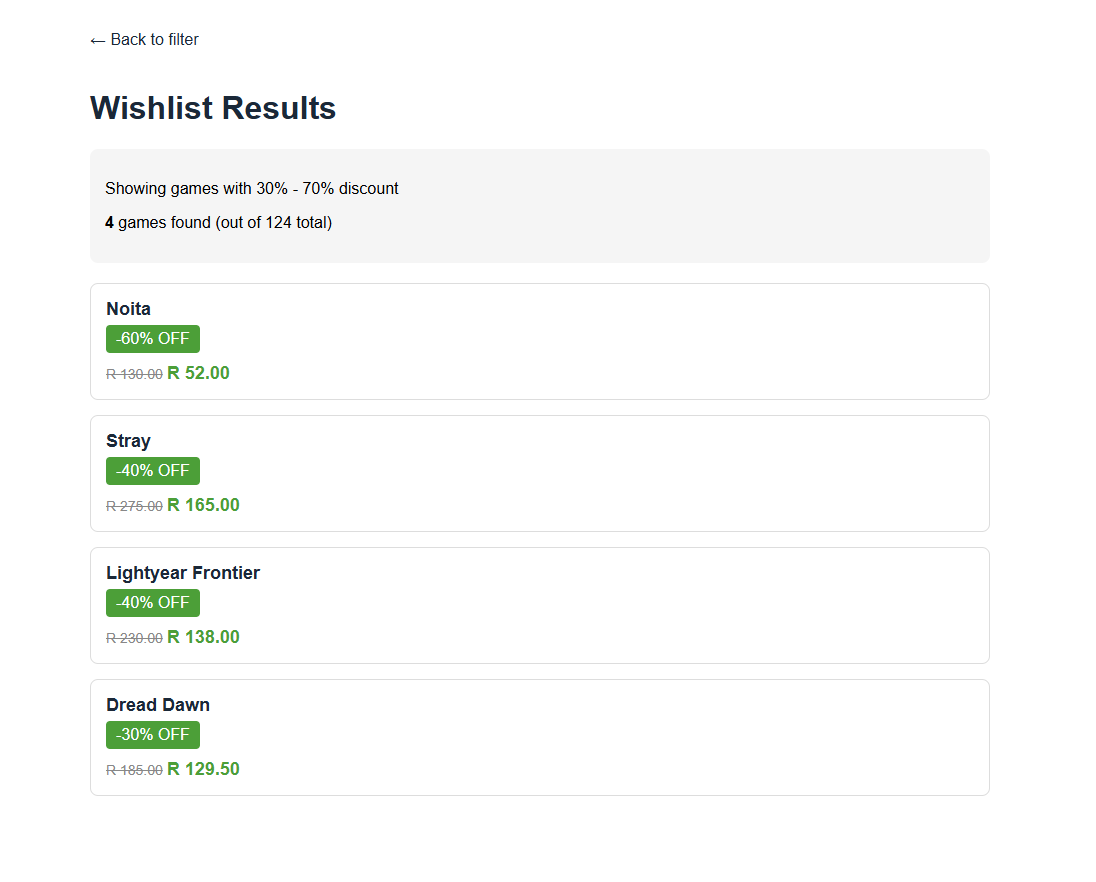 ← Back to filter
Wishlist Results
Showing games with 30% - 70% discount
4 games found (out of 124 total)
Noita
-60% OFF
R 130.00 R 52.00
Stray
-40% OFF
R 275.00 R 165.00
Lightyear Frontier
-40% OFF
R 230.00 R 138.00
Dread Dawn
-30% OFF
R 185.00 R 129.50